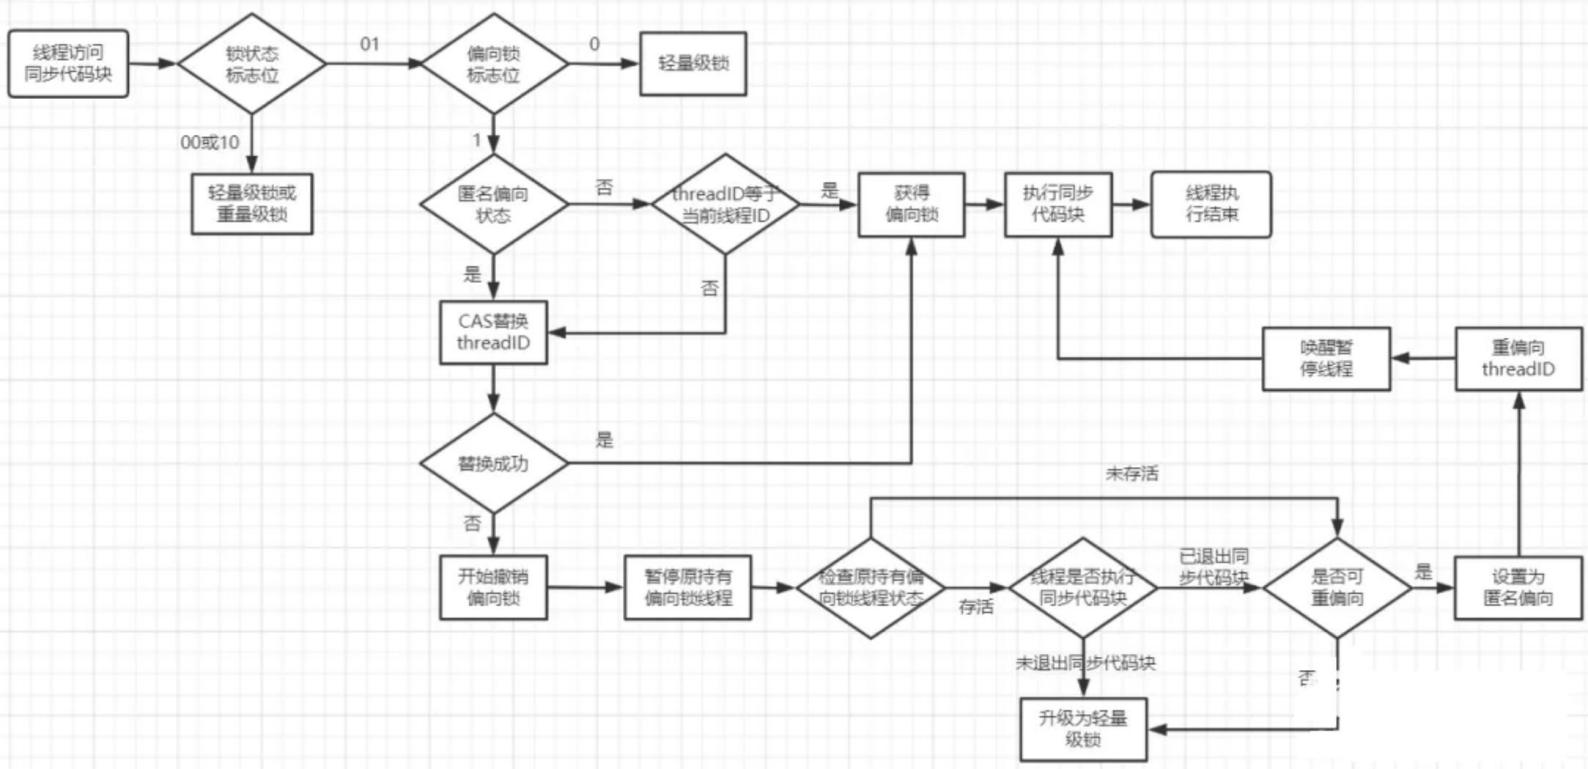 线程访问
同步代码块
锁状态
标志位
01
偏向锁
标志位
0
轻量级锁
00或10
轻量级锁或
重量级锁
1
匿名偏向
状态
否
threadID等于
当前线程ID
是
获得
偏向锁
执行同步
代码块
线程执
行结束
是
否
CAS替换
threadID
唤醒暂
停线程
重偏向
threadID
替换成功
是
未存活
否
开始撤销
偏向锁
暂停原持有
偏向锁线程
检查原持有偏
向锁线程状态
存活
线程是否执行
同步代码块
已退出同
步代码块
是否可
重偏向
是
设置为
匿名偏向
未退出同步代码块
否
升级为轻量
级锁